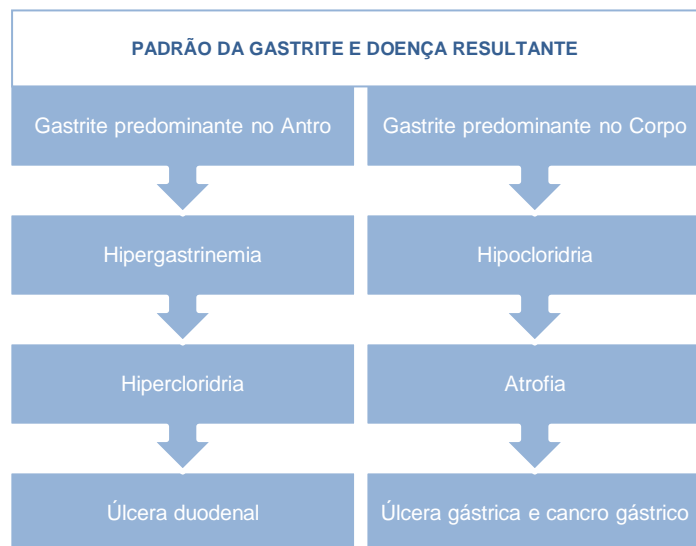 PADRÃO DA GASTRITE E DOENÇA RESULTANTE
Gastrite predominante no Antro
Hipergastrinemia
Hipercloridria
Úlcera duodenal
Gastrite predominante no Corpo
Hipocloridria
Atrofia
Úlcera gástrica e cancro gástrico